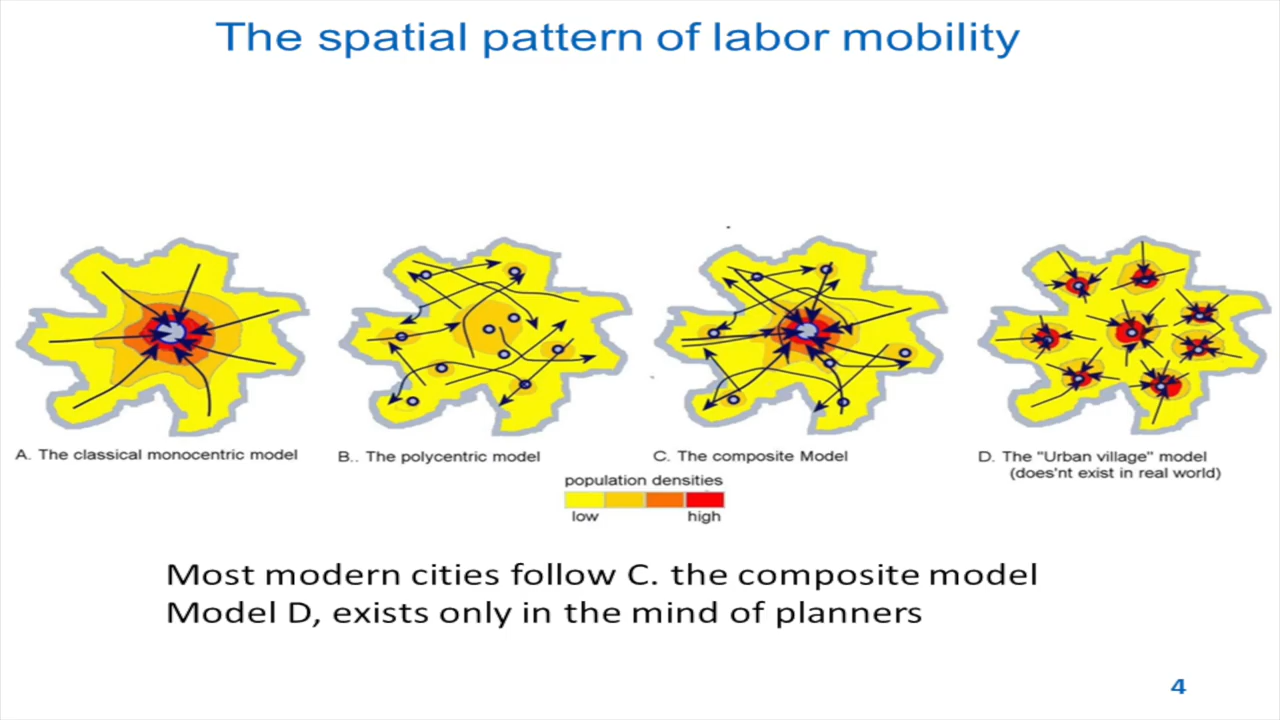 The spatial pattern of labor mobility
A. The classical monocentric model
B.. The polycentric model
C. The composite Model
D. The "Urban village" model
(does'nt exist in real world)
population densities
low
high
Most modern cities follow C. the composite model
Model D, exists only in the mind of planners
4